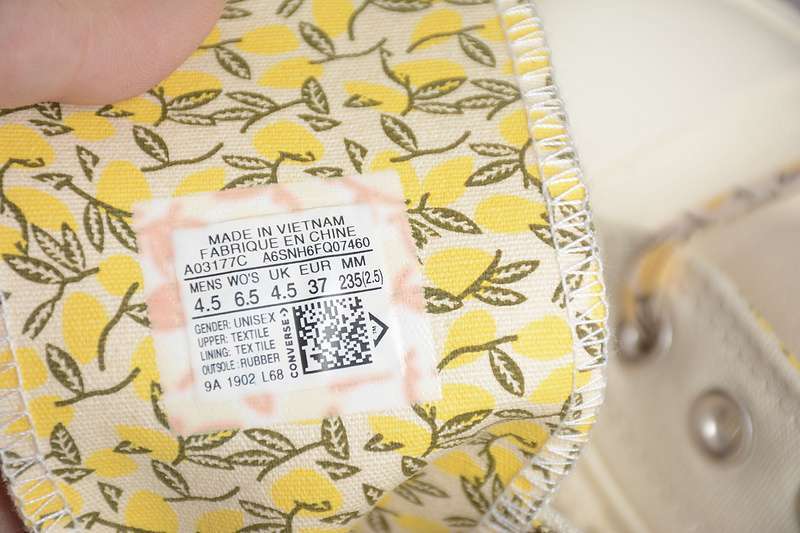 MADE IN VIETNAM
FABRIQUE EN CHINE
A03177C A6SNH6FQ07460
MENS WO'S UK EUR MM
4.5 6.5 4.5 37 235(2.5)
GENDER: UNISEX
UPPER: TEXTILE
LINING: TEXTILE
OUTSOLE: RUBBER
9A 1902 L68
CONVERSE
TM